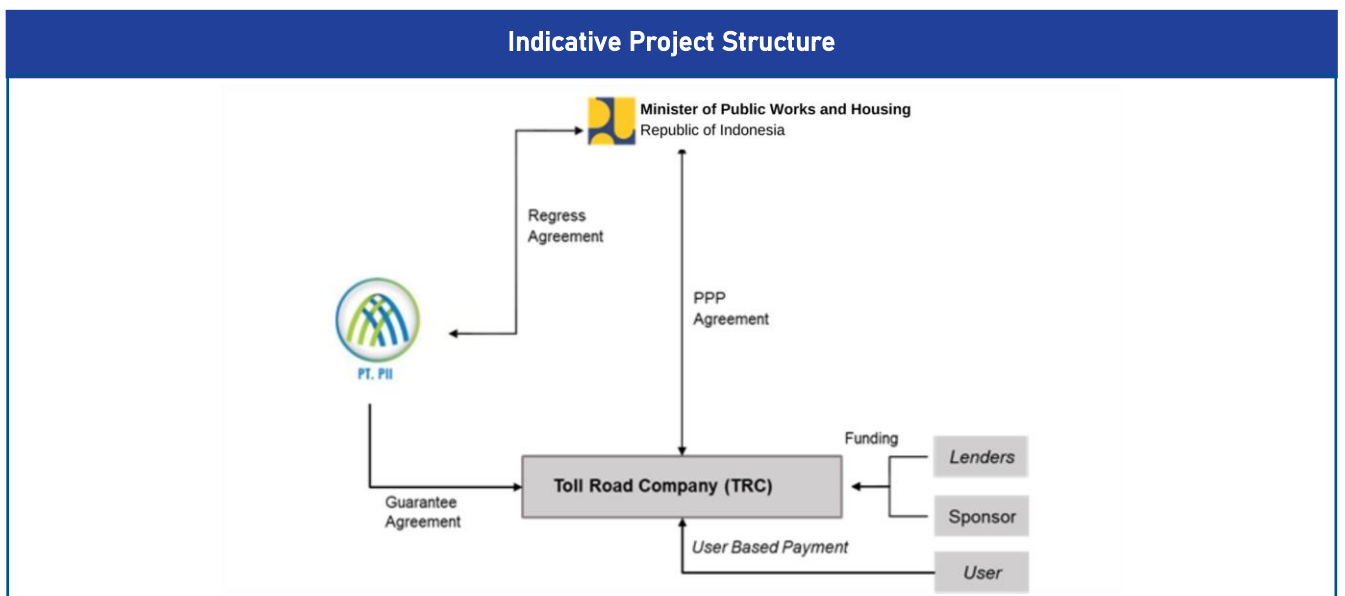 Indicative Project Structure
Minister of Public Works and Housing
Republic of Indonesia
Regress
Agreement
PPP
Agreement
PT. PII
Funding
Lenders
Toll Road Company (TRC)
Sponsor
Guarantee
Agreement
User Based Payment
User